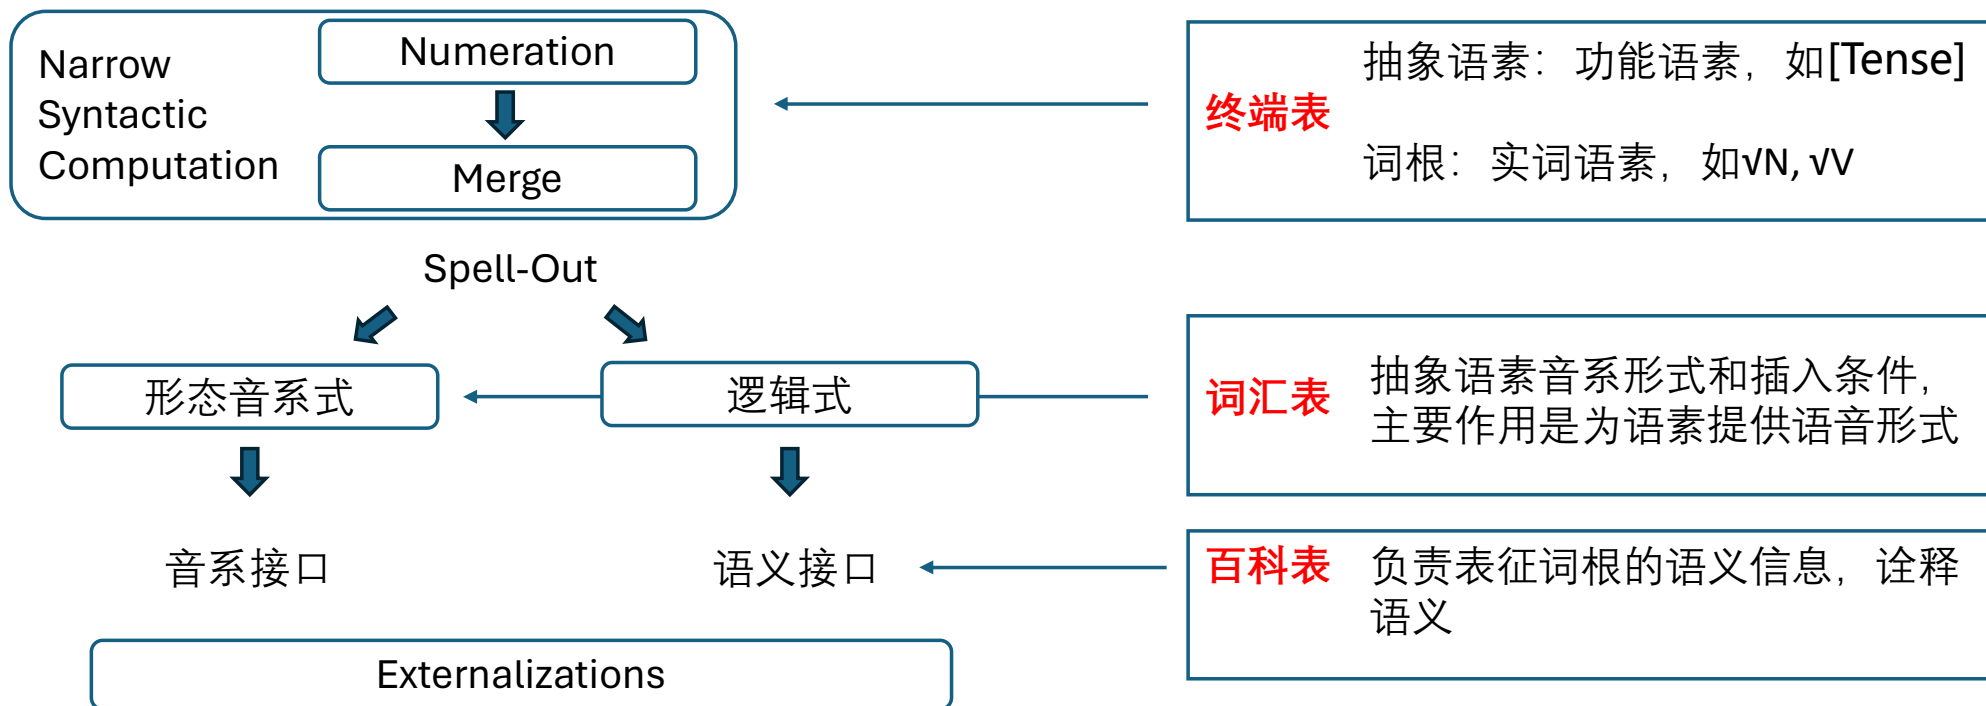 Narrow
Syntactic
Computation
Numeration
Merge
终端表
抽象语素：功能语素，如[Tense]
词根：实词语素，如√N, √V
Spell-Out
形态音系式
逻辑式
词汇表
抽象语素音系形式和插入条件，
主要作用是为语素提供语音形式
音系接口
语义接口
百科表
负责表征词根的语义信息，诠释
语义
Externalizations